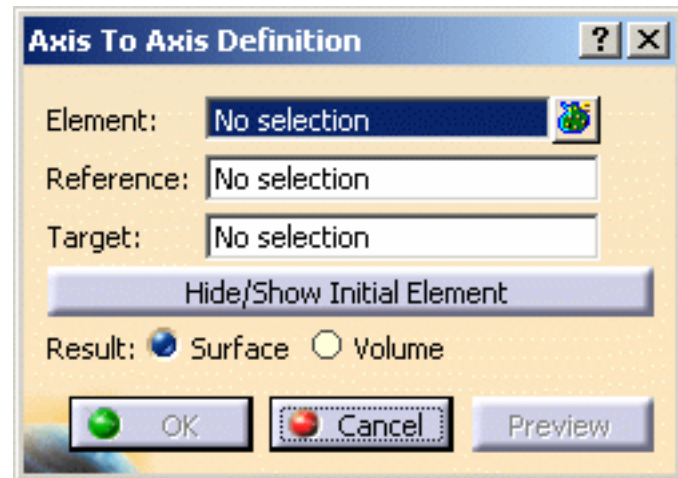 Axis To Axis Definition ? X
Element: No selection
Reference: No selection
Target: No selection
Hide/Show Initial Element
Result: Surface Volume
OK Cancel Preview